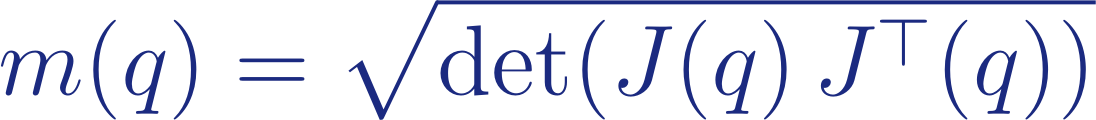 m(q) = √det(J(q) J⊤(q))